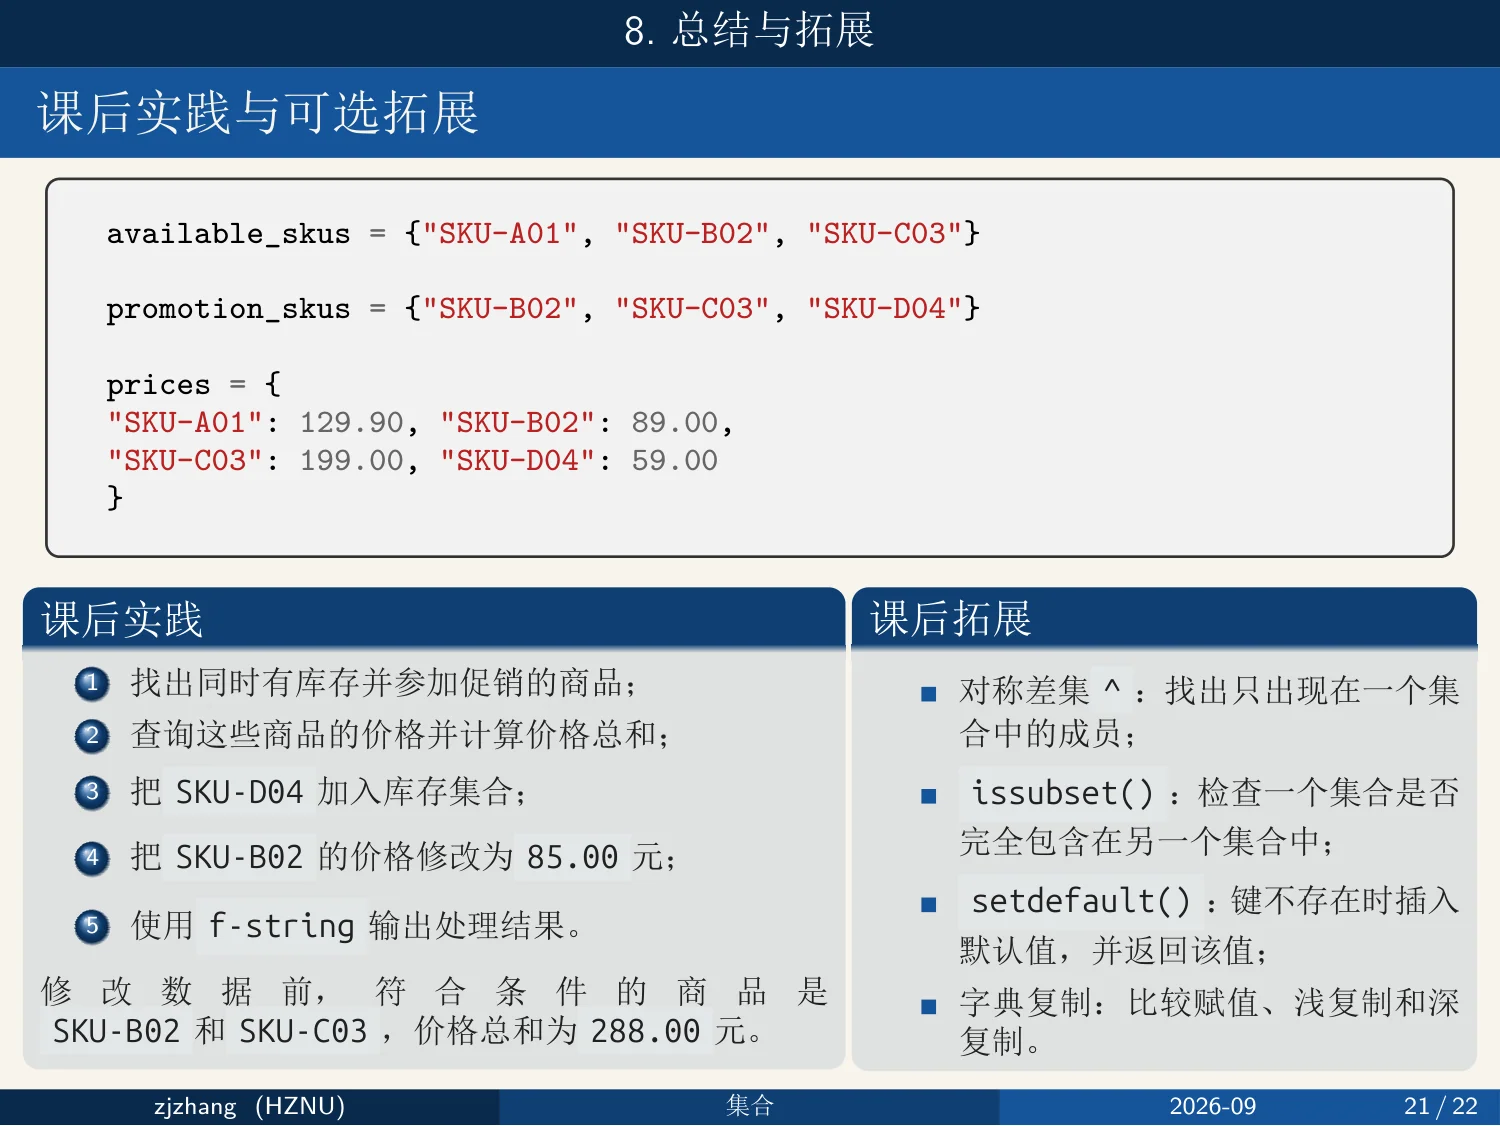 8. 总结与拓展
课后实践与可选拓展
available_skus = {"SKU-A01", "SKU-B02", "SKU-C03"}
promotion_skus = {"SKU-B02", "SKU-C03", "SKU-D04"}
prices = {
"SKU-A01": 129.90, "SKU-B02": 89.00,
"SKU-C03": 199.00, "SKU-D04": 59.00
}
课后实践
1 找出同时有库存并参加促销的商品；
2 查询这些商品的价格并计算价格总和；
3 把 SKU-D04 加入库存集合；
4 把 SKU-B02 的价格修改为 85.00 元；
5 使用 f-string 输出处理结果。
修改数据前，符合条件的商品是
SKU-B02 和 SKU-C03 ，价格总和为 288.00 元。
课后拓展
对称差集 ^ ：找出只出现在一个集
合中的成员；
issubset() ：检查一个集合是否
完全包含在另一个集合中；
setdefault() ：键不存在时插入
默认值，并返回该值；
字典复制：比较赋值、浅复制和深
复制。
zjzhang (HZNU)
集合
2026-09
21 / 22